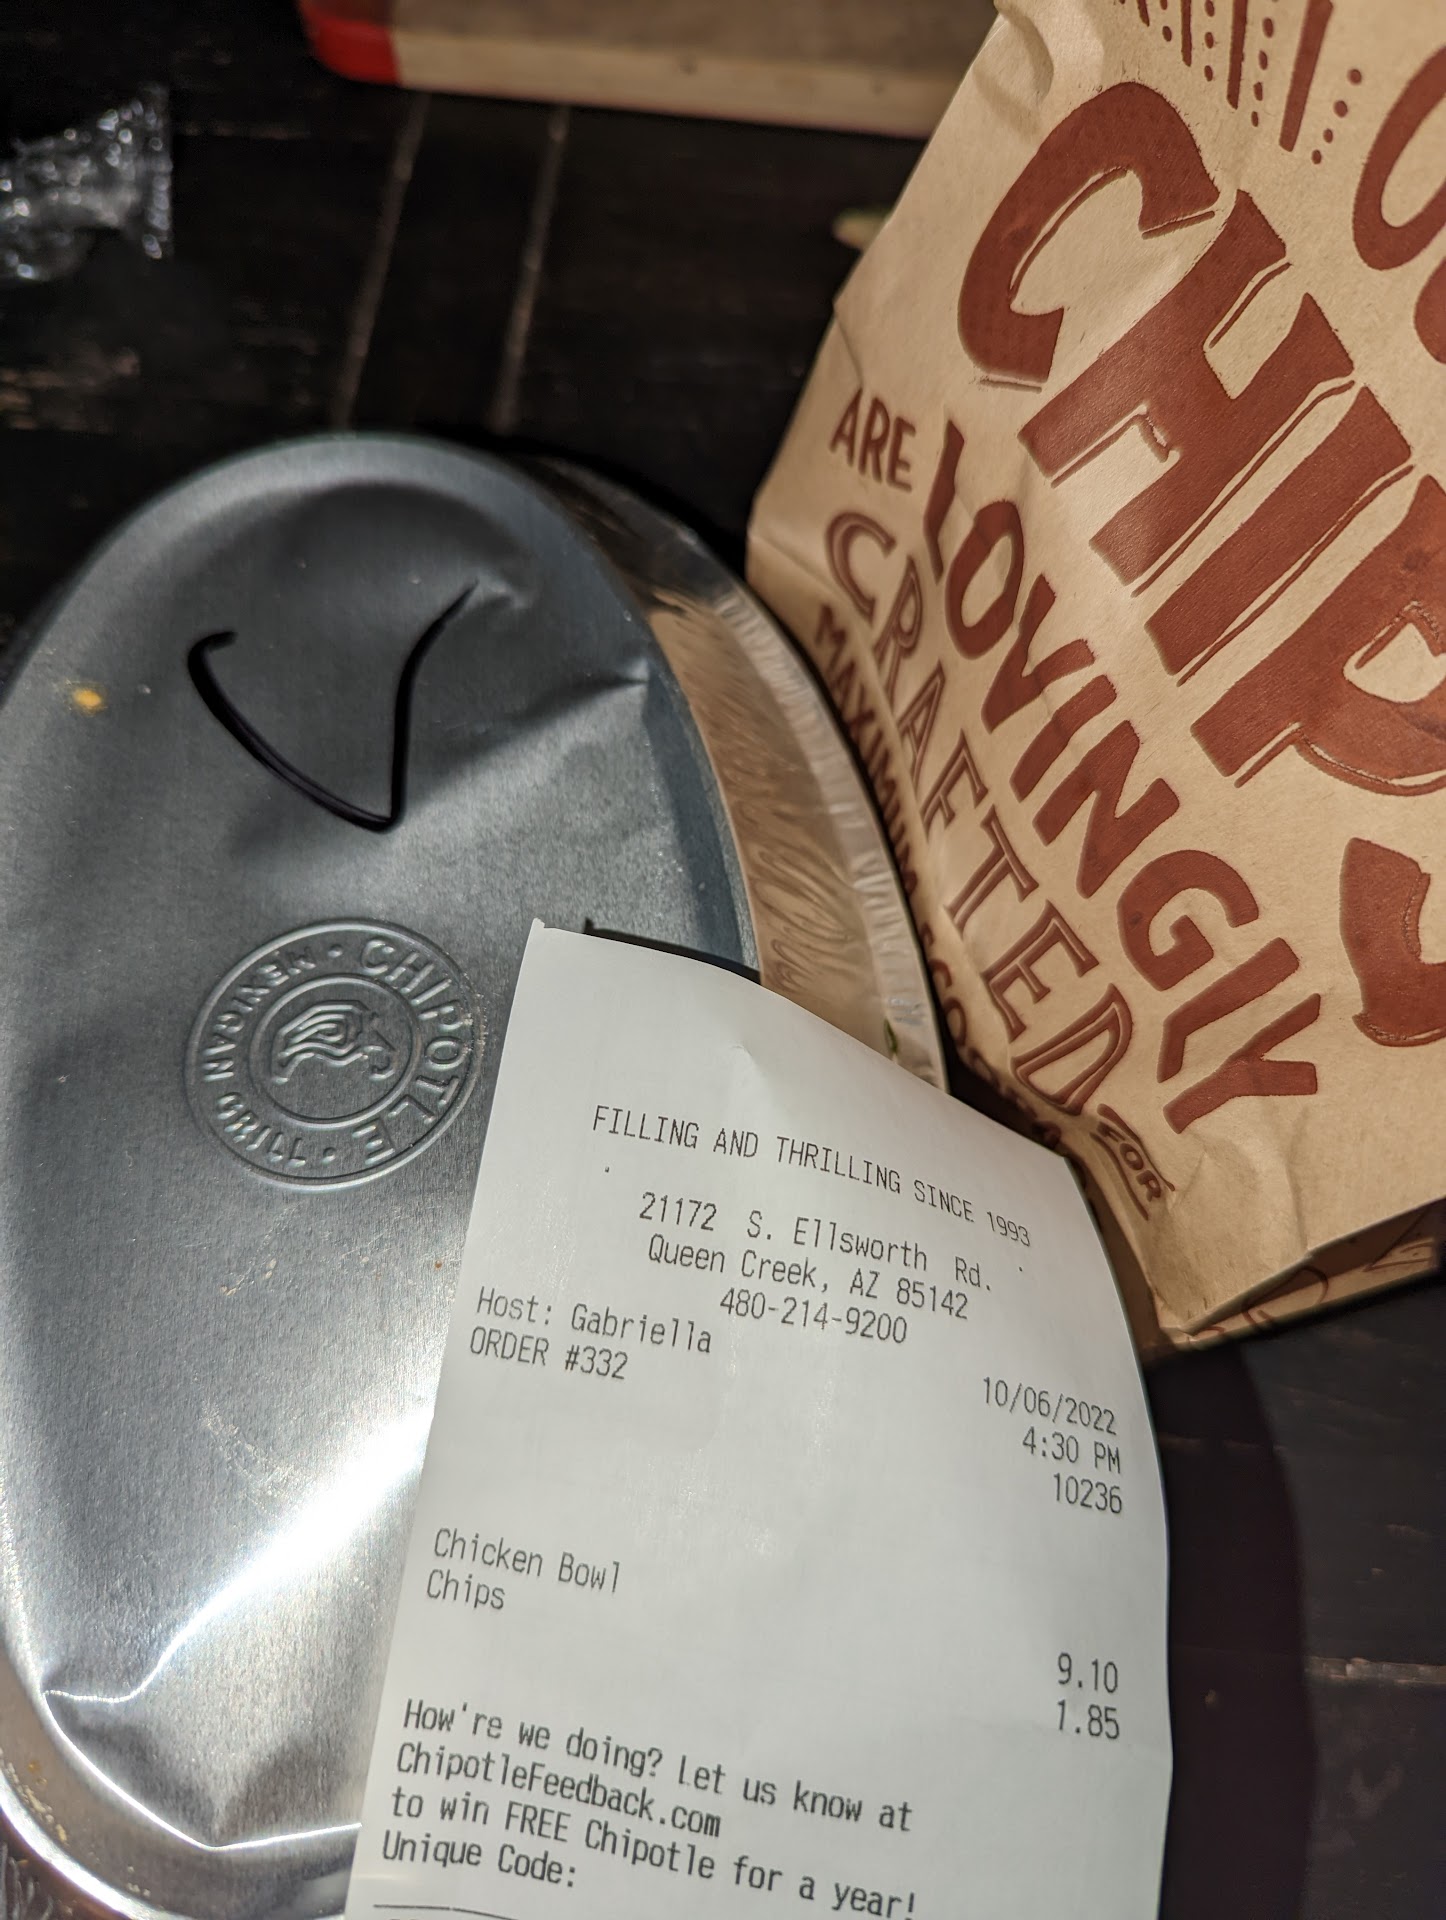 CHIPS
ARE LOVINGLY
CRAFTED FOR
CHIPOTLE
MEXICAN GRILL
FILLING AND THRILLING SINCE 1993
21172 S. Ellsworth Rd.
Queen Creek, AZ 85142
480-214-9200
Host: Gabriella
ORDER #332
10/06/2022
4:30 PM
10236
Chicken Bowl
Chips
9.10
1.85
How're we doing? Let us know at
ChipotleFeedback.com
to win FREE Chipotle for a year!
Unique Code: